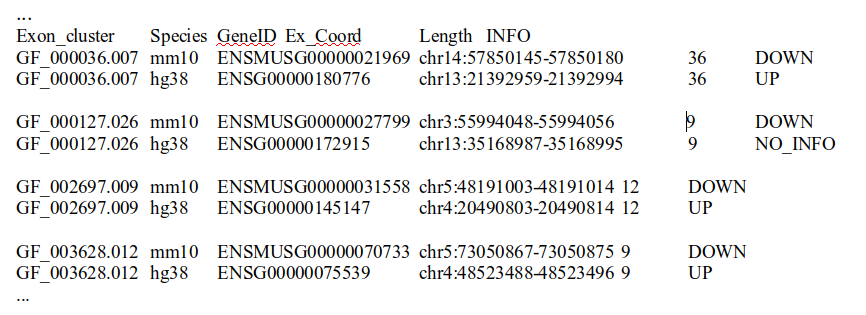 ...
Exon_cluster Species GeneID Ex_Coord Length INFO
GF_000036.007 mm10 ENSMUSG00000021969 chr14:57850145-57850180 36 DOWN
GF_000036.007 hg38 ENSG00000180776 chr13:21392959-21392994 36 UP
GF_000127.026 mm10 ENSMUSG00000027799 chr3:55994048-55994056 9 DOWN
GF_000127.026 hg38 ENSG00000172915 chr13:35168987-35168995 9 NO_INFO
GF_002697.009 mm10 ENSMUSG00000031558 chr5:48191003-48191014 12 DOWN
GF_002697.009 hg38 ENSG00000145147 chr4:20490803-20490814 12 UP
GF_003628.012 mm10 ENSMUSG00000070733 chr5:73050867-73050875 9 DOWN
GF_003628.012 hg38 ENSG00000075539 chr4:48523488-48523496 9 UP
...